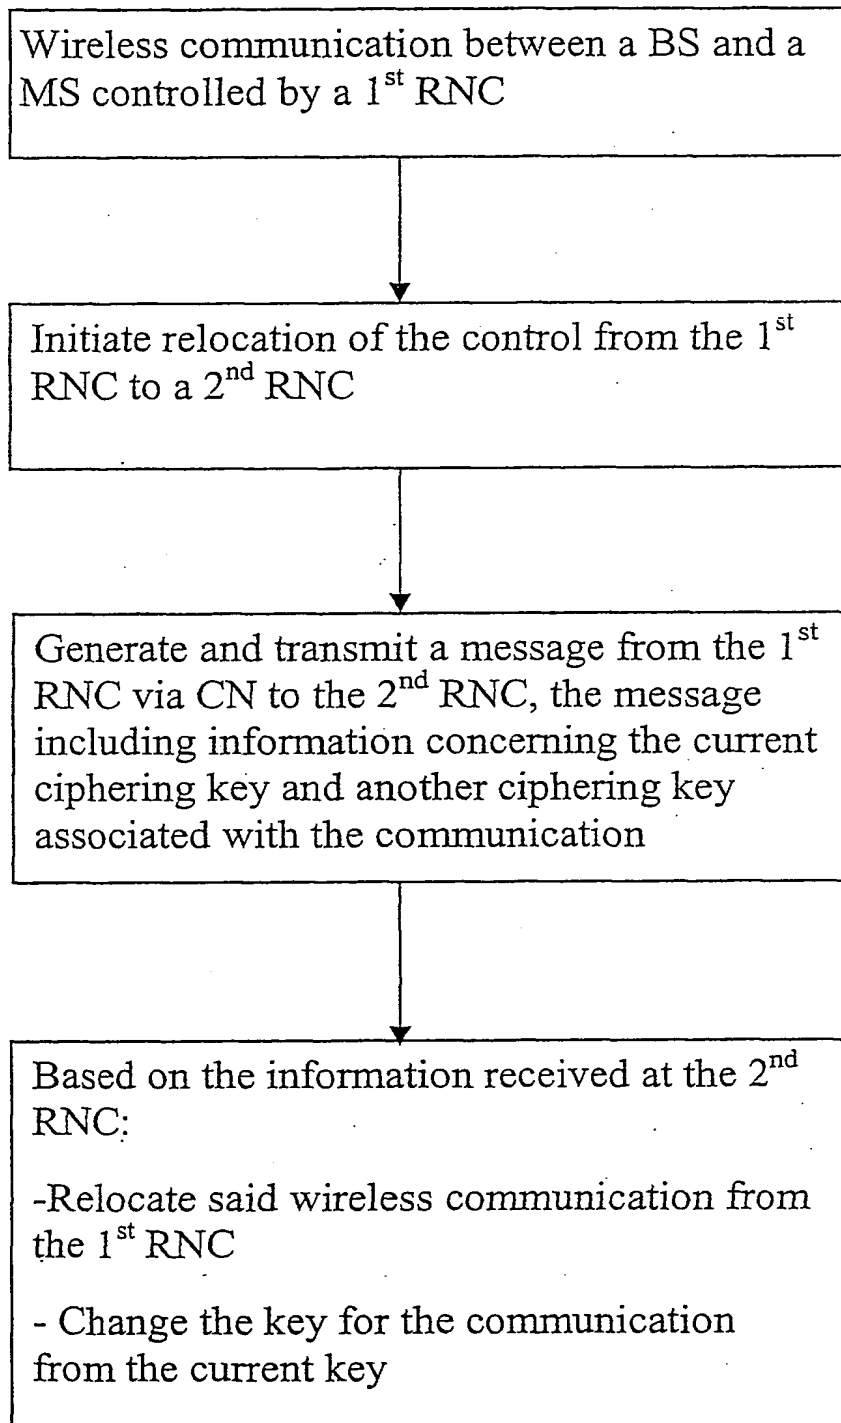 Wireless communication between a BS and a
MS controlled by a 1st RNC
Initiate relocation of the control from the 1st
RNC to a 2nd RNC
Generate and transmit a message from the 1st
RNC via CN to the 2nd RNC, the message
including information concerning the current
ciphering key and another ciphering key
associated with the communication
Based on the information received at the 2nd
RNC:
-Relocate said wireless communication from
the 1st RNC
- Change the key for the communication
from the current key